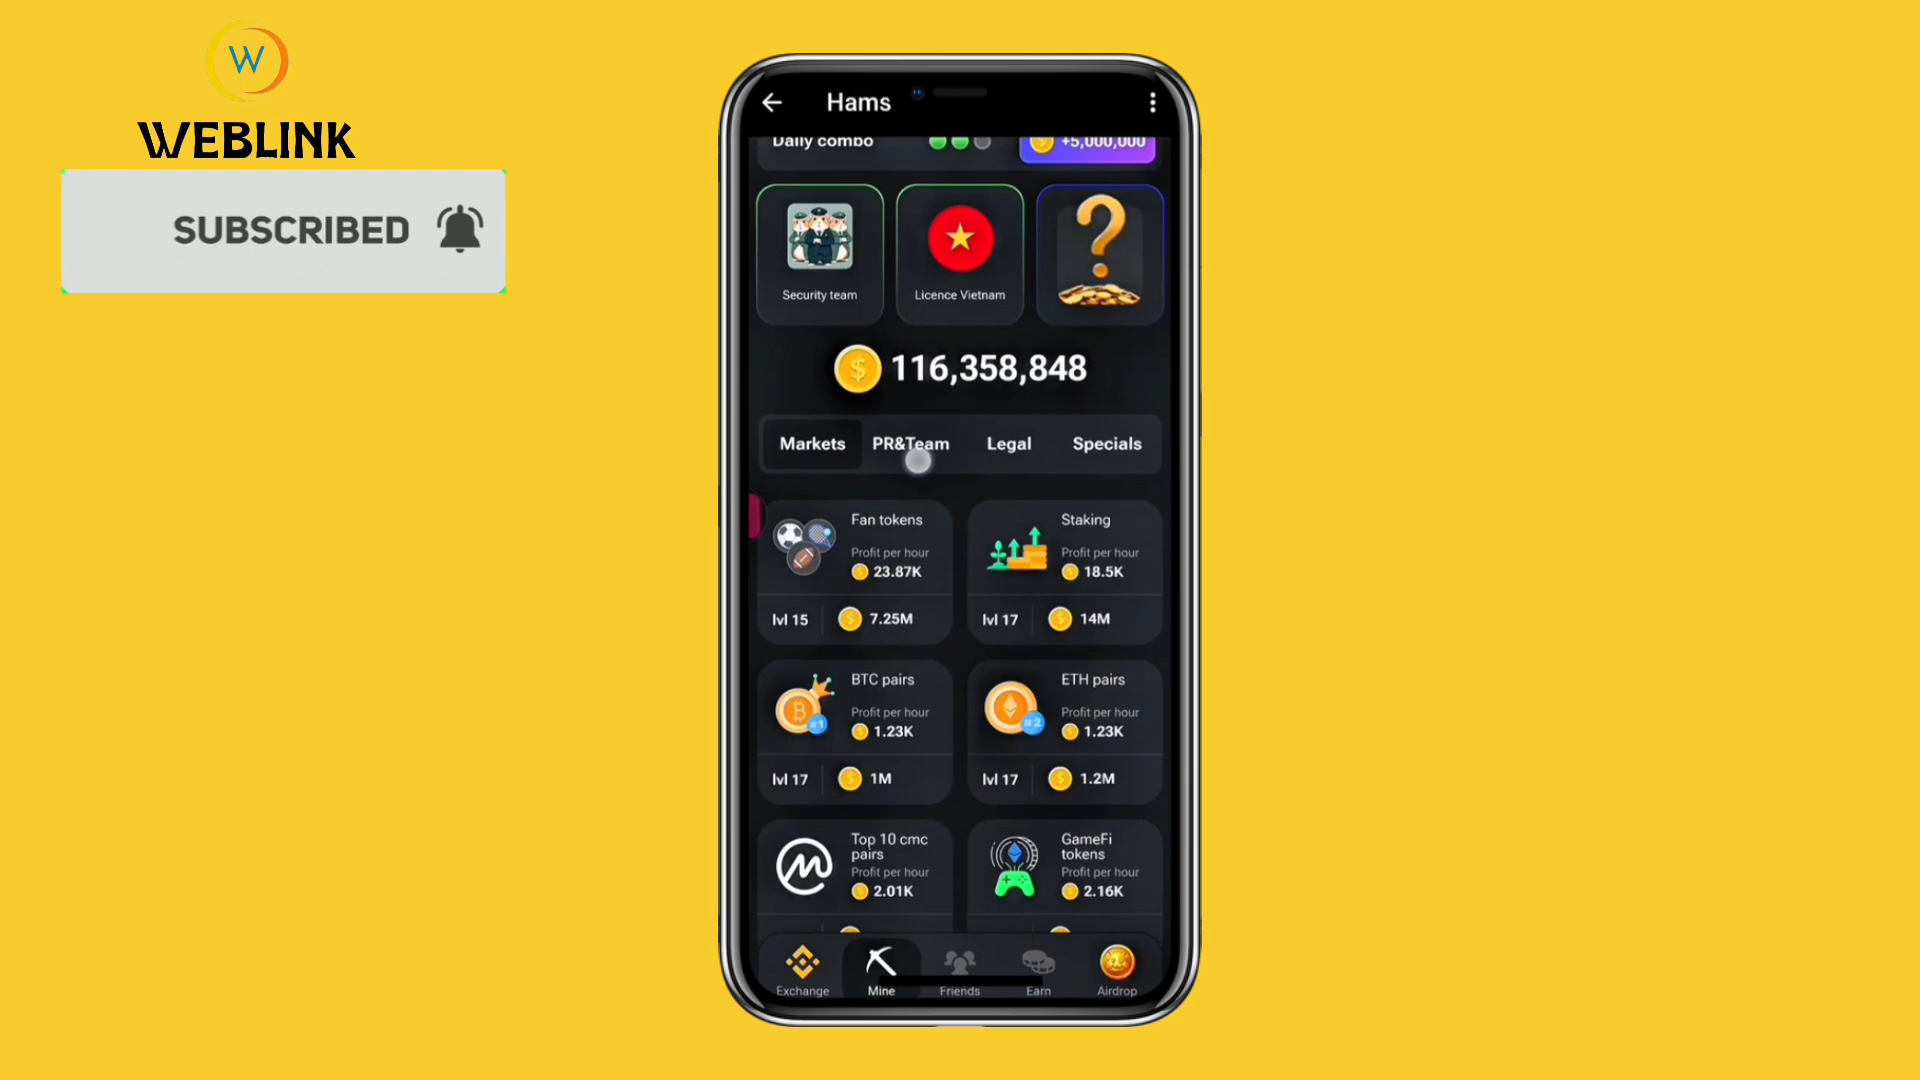 W
WEBLINK
SUBSCRIBED
Hams
Daily combo
+5,000,000
Security team
Licence Vietnam
116,358,848
Markets
PR&Team
Legal
Specials
Fan tokens
Profit per hour
23.87K
lvl 15
7.25M
Staking
Profit per hour
18.5K
lvl 17
14M
BTC pairs
#1
Profit per hour
1.23K
lvl 17
1M
ETH pairs
#2
Profit per hour
1.23K
lvl 17
1.2M
Top 10 cmc
pairs
Profit per hour
2.01K
GameFi
tokens
Profit per hour
2.16K
Exchange
Mine
Friends
Earn
Airdrop